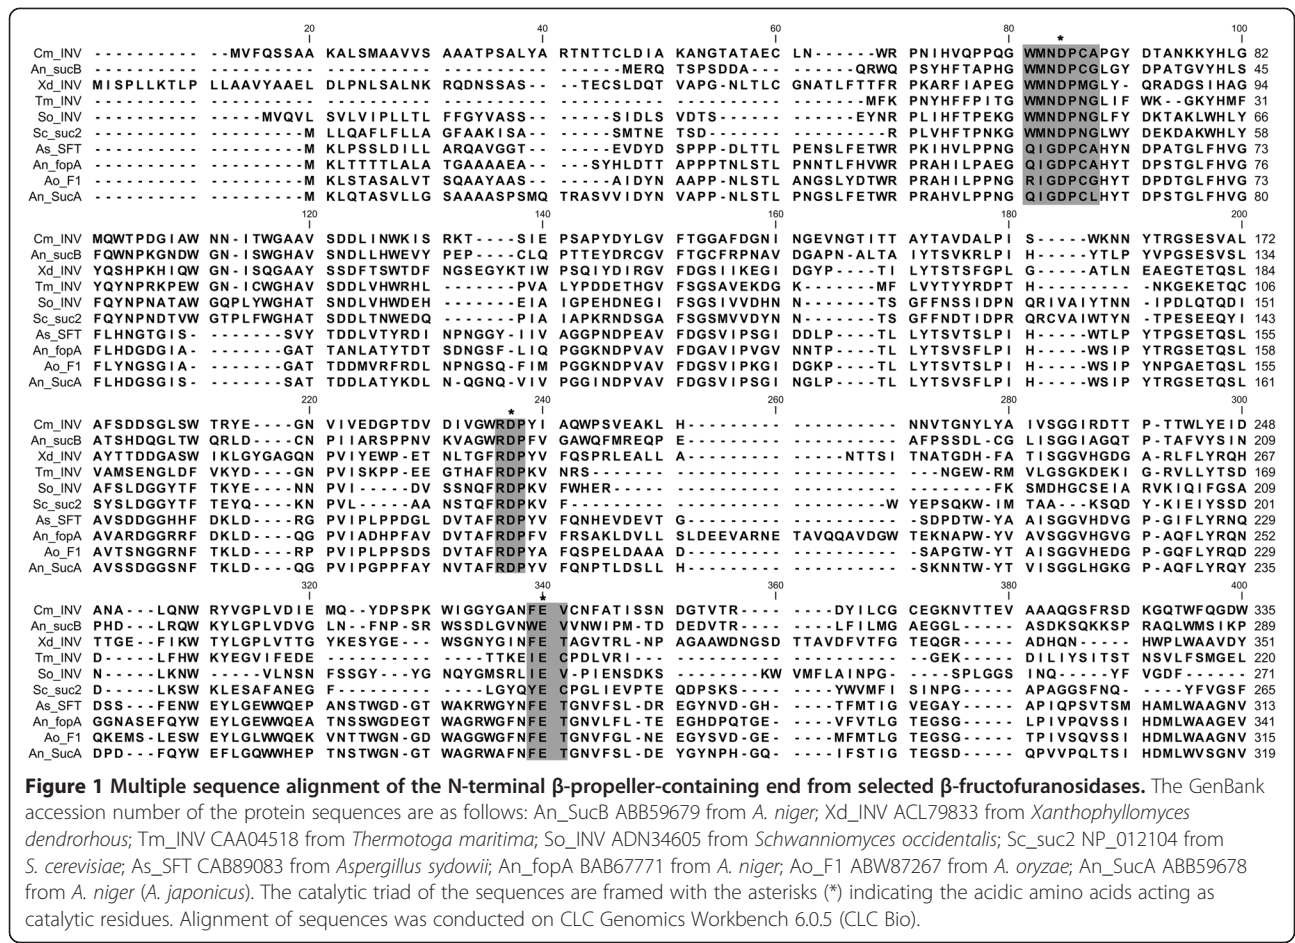 20 40 60 80 100
*
Cm_INV - - - - - - - - - - - - MVFQSSAA KALSMAAVVS AAATPSALYA RTNTTCLDIA KANGTATAEC LN - - - - - - WR PNIHVQPPQG WMNDPCAPGY DTANKKYHLG 82
An_sucB - - - - - - - - - - - - - - - - - - - - - - - - - - - - - - - - - - - - - - - - - - - - - - MERQ TSPSDDA - - - - - - - - - - QRWQ PSYHFTAPHG WMNDPCGLGY DPATGVYHLS 45
Xd_INV MISPLLKTLP LLAAVYAAEL DLPNLSALNK RQDNSSAS - - - - TECSLDQT VAPG - NLTLC GNATLFTTFR PKARFIAPEG WMNDPMGLY - QRADGSIHAG 94
Tm_INV - - - - - - - - - - - - - - - - - - - - - - - - - - - - - - - - - - - - - - - - - - - - - - - - - - - - - - - - - - - - - - - - - - - MFK PNYHFFPITG WMNDPNGLIF WK - - GKYHMF 31
So_INV - - - - - - - - - - - - - - - MVQVL SVLVIPLLTL FFGYVASS - - - - SIDLS VDTS - - - - - - - - - - - - EYNR PLIHFTPEKG WMNDPNGLFY DKTAKLWHLY 66
Sc_suc2 - - - - - - - - - - - - - - - - - - - M LLQAFLFLLA GFAAKISA - - - - SMTNE TSD - - - - - - - - - - - - - - - - R PLVHFTPNKG WMNDPNGLWY DEKDAKWHLY 58
As_SFT - - - - - - - - - - - - - - - - - - - M KLPSSLDILL ARQAVGGT - - - - EVDYD SPPP - DLTTL PENSLFETWR PKIHVLPPNG QIGDPCAHYN DPSTGLFHVG 73
An_fopA - - - - - - - - - - - - - - - - - - - M KLTTTTLALA TGAAAAEA - - - - SYHLDTT APPPTNLSTL PNNTLFHVWR PRAHILPAEG QIGDPCAHYT DPSTGLFHVG 76
Ao_F1 - - - - - - - - - - - - - - - - - - - M KLSTASALVT SQAAYAAS - - - - AIDYN AAPP - NLSTL ANGSLYDTWR PRAHVLPPNG RIGDPCGHYT DPDTGLFHVG 73
An_SucA - - - - - - - - - - - - - - - - - - - M KLQTASVLLG SAAAASPSMQ TRASVVIDYN VAPP - NLSTL PNGSLFETWR PRAHVLPPNG QIGDPCLHYT DPSTGLFHVG 80
120 140 160 180 200
Cm_INV MQWTPDGIAW NN - ITWGAAV SDDLINWKIS RKT - - - - SIE PSAPYDYLGV FTGGAFDGNI NGEVNGTITT AYTAVDALPI S - - - - - WKNN YTRGSESVAL 172
An_sucB FQWNPKGNDW GN - ISWGHAT SNDLLHWEVY PEP - - - - CLQ PTTEYDRCGV FTGCFRPNAV DGAPN - ALTA IYTSVKALPI H - - - - - YTLP YVPGSESVAL 134
Xd_INV YQSHPKHIQW GN - ISQGAAY SSDFTSWTDF NGSEGYKTIW PSQIYDIRGV FDGSIIKEGI DGYP - - - - TI LYTSTSFGPL G - - - - - ATLN EAEGTETQSL 184
Tm_INV YQYNPRKPEW GN - ICWGHAV SDDLVHWRHL - - - - - - - PVA LYPDDETHGV FSGSAVEKDG K - - - - - - - MF LVYTYYRDPT H - - - - - - - - NKGEKETQC 106
So_INV FQYNPNATAW GQPLYWGHAT SNDLVHWDEH - - - - - - - EIA IGPEHDNEGI FSGSIVVDHN N - - - - - - - TS GFFNSSIDPN QRIVAIYTNN - IPDLQTQDI 151
Sc_suc2 FQYNPNDTVW GTPLFWGHAT SDDLTNWEDQ - - - - - - - PIA IAPKRNDSGA FSGSMVVDYN N - - - - - - - TS GFFNDTIDPR QRCVAIWTYN - TPESEEQYI 143
As_SFT FLHNGTGIS - - - - - SVY TDDLVTYRDI NPNGGY - IIV AGGPNDPEAV FDGSVIPSGI DDLP - - - - TL LYTSVTSLPI H - - - - - WTLP YTPGSETQSL 155
An_fopA FLHDGDGIA - - - - - GAT TANLATYTDT SDNGSF - LIQ PGGKNDPVAV FDGAVIPVGV NNTP - - - - TL LYTSVSFLPI H - - - - - WSIP YTRGSETQSL 158
Ao_F1 FLYNGSGIA - - - - - GAT TDDMVRFRDL NPNGSQ - FIM PGGKNDPVAV FDGSVIPKGI DGKP - - - - TL LYTSVSFLPI H - - - - - WSIP YNPGAETQSL 155
An_SucA FLHDGSGIS - - - - - SAT TDDLATYKDL N - QGNQ - VIV PGGINDPVAV FDGSVIPSGI NGLP - - - - TL LYTSVSFLPI H - - - - - WSIP YTRGSETQSL 161
220 240 260 280 300
*
Cm_INV AFSDDSGLSW TRYE - - - - GN VIVEDGPTDV DIVGWRDPYI AQWPSVEAKL H - - - - - - - - - - - - - - - - - - NNVTGNYLYA IVSGGIRDTT P - TTWLYEID 248
An_sucB ATSHDQGLTW QRLD - - - - CN PIIARSPPNV KVAGWRDPFV GAWQFMREQP E - - - - - - - - - - - - - - - - - - - AFPSSDL - CG LISGGIAGQT P - TAFVYSIN 209
Xd_INV AYTTDDGASW IKLGYGAGQN PVIYEWP - ET NLTGFRDPYV FQSPRLEALL A - - - - - - - - - - - - - - NTTSI TNATGDH - FA TISGGVHGDG A - RLFLYRQH 267
Tm_INV VAMSENGLDF VKYD - - - - GN PVISKPP - EE GTHAFRDPKV NRS - - - - - - - - - - - - - - - - - - - - - - - - - - - - - NGEW - RM VLGSGKDEKI G - RVLLYTSD 169
So_INV AFSLDGGYTF TKYE - - - - NN PVI - - - - - DV SSNQFRDPKV FWHER - - - - - - - - - - - - - - - - - - - - - - - - - - - - - - - - FK SMDHGCSEIA RVKIQIFGSA 209
Sc_suc2 SYSLDGGYTF TEYQ - - - - KN PVL - - - - - AA NSTQFRDPKV F - - - - - - - - - - - - - - - - - - - - - - - - - - - - W YEPSQKW - IM TAA - - - KSQD Y - KIEIYSSD 201
As_SFT AVSDDGGHHF DKLD - - - - RG PVIPLPPDGL DVTAFRDPYV FQNHEVDEVT G - - - - - - - - - - - - - - - - - - - - SDPDTW - YA AISGGVHDVG P - GIFLYRNQ 229
An_fopA AVARDGGRRF DKLD - - - - QG PVIADHPFAV DVTAFRDPFV FRSAKLDVLL SLDEEVARNE TAVQQAVDGW TEKNAPW - YV AVSGGVHGVG P - AQFLYRQN 252
Ao_F1 AVTSNGGRNF TKLD - - - - RP PVIPLPPSDS DVTAFRDPYA FQSPELDAAA D - - - - - - - - - - - - - - - - - - - - SAPGTW - YT AISGGVHEDG P - GQFLYRQD 229
An_SucA AVSSDGGSNF TKLD - - - - QG PVIPGPPFAY NVTAFRDPYV FQNPTLDSLL H - - - - - - - - - - - - - - - - - - - SKNNTW - YT VISGGLHGKG P - AQFLYRQY 235
320 340 360 380 400
*
Cm_INV ANA - - - LQNW RYVGPLVDIE MQ - - YDPSPK WIGGYGANFE VCNFATISSN DGTVTR - - - - - - - - DYILCG CEGKNVTTEV AAAQGSFRSD KGQTWFQGDW 335
An_sucB PHD - - - LRQW KYLGPLVDVG LN - - FNP - SR WSSDLGVNWE VVNWIPM - TD DEDVTR - - - - - - - - LFILMG AEGGL - - - - - ASDKSQKKSP RAQLWMSIKP 289
Xd_INV TTGE - - FIKW TYLGPLVTTG YKESYGE - - - WSGNYGINFE TAGVTRL - NP AGAAWDNGSD TTAVDFVTFG TEQGR - - - - - ADHQN - - - - - HWPLWAAVDY 351
Tm_INV D - - - - - LFHW KYEGVIFEDE - - - - - - - - - - - - - - TTKEIE CPDLVRI - - - - - - - - - - - - - - - - - - - - - - - GEK - - - - - DILIYSITST NSVLFSMGEL 220
So_INV N - - - - - LKNW - - - - VLNSN FSSGY - - - YG NQYGMSRLIE V - PIENSDKS - - - - - - - - KW VMFLAINPG - - - - SPLGGS INQ - - - - - YF VGDF - - - - - - 271
Sc_suc2 D - - - - - LKSW KLESAFANEG F - - - - - - - - - - - - LGYQYE CPGLIEVPTE QDPSKS - - - - - - - - YWVMFI SINPG - - - - - APAGGSFNQ - - - - - YFVGSF 265
As_SFT DSS - - - FENW EYLGEWWQEP ANSTWGD - GT WAKRWGYNFE TGNVFSL - DR EGYNVD - GH - - - - - TFMTIG VEGAY - - - - - APIQPSVTSM HAMLWAAGNV 313
An_fopA GGNASEFQYW EYLGEWWQEA TNSSWGDEGT WAGRWGFNFE TGNVLFL - TE EGHDPQTGE - - - - - - VFVTLG TEGSG - - - - - LPIVPQVSSI HDMLWAAGEV 341
Ao_F1 QKEMS - LESW EYLGLWWQEK VNTTWGN - GD WAGGWGFNFE TGNVFGL - NE EGYSVD - GE - - - - - MFMTLG TEGSG - - - - - TPIVSQVSSI HDMLWAAGNV 315
An_SucA DPD - - - FQYW EFLGQWWHEP TNSTWGN - GT WAGRWAFNFE TGNVFSL - DE YGYNPH - GQ - - - - - IFSTIG TEGSD - - - - - QPVVPQLTSI HDMLWVSGNV 319
Figure 1 Multiple sequence alignment of the N-terminal β-propeller-containing end from selected β-fructofuranosidases. The GenBank
accession number of the protein sequences are as follows: An_SucB ABB59679 from A. niger; Xd_INV ACL79833 from Xanthophyllomyces
dendrorhous; Tm_INV CAA04518 from Thermotoga maritima; So_INV ADN34605 from Schwanniomyces occidentalis; Sc_suc2 NP_012104 from
S. cerevisiae; As_SFT CAB89083 from Aspergillus sydowii; An_fopA BAB67771 from A. niger; Ao_F1 ABW87267 from A. oryzae; An_SucA ABB59678
from A. niger (A. japonicus). The catalytic triad of the sequences are framed with the asterisks (*) indicating the acidic amino acids acting as
catalytic residues. Alignment of sequences was conducted on CLC Genomics Workbench 6.0.5 (CLC Bio).